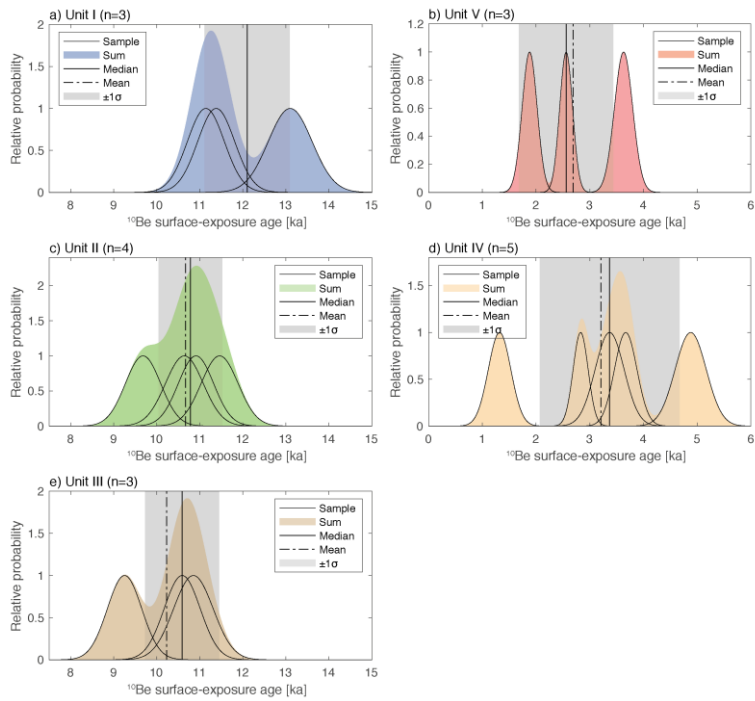 a) Unit I (n=3)
Relative probability
2
1.5
1
0.5
0
Sample
Sum
Median
Mean
±1σ
8 9 10 11 12 13 14 15
¹⁰Be surface-exposure age [ka]
b) Unit V (n=3)
Relative probability
1.2
1
0.8
0.6
0.4
0.2
0
Sample
Sum
Median
Mean
±1σ
0 1 2 3 4 5 6
¹⁰Be surface-exposure age [ka]
c) Unit II (n=4)
Relative probability
2
1.5
1
0.5
0
Sample
Sum
Median
Mean
±1σ
8 9 10 11 12 13 14 15
¹⁰Be surface-exposure age [ka]
d) Unit IV (n=5)
Relative probability
2
1.5
1
0.5
0
Sample
Sum
Median
Mean
±1σ
0 1 2 3 4 5 6
¹⁰Be surface-exposure age [ka]
e) Unit III (n=3)
Relative probability
2
1.5
1
0.5
0
Sample
Sum
Median
Mean
±1σ
8 9 10 11 12 13 14 15
¹⁰Be surface-exposure age [ka]